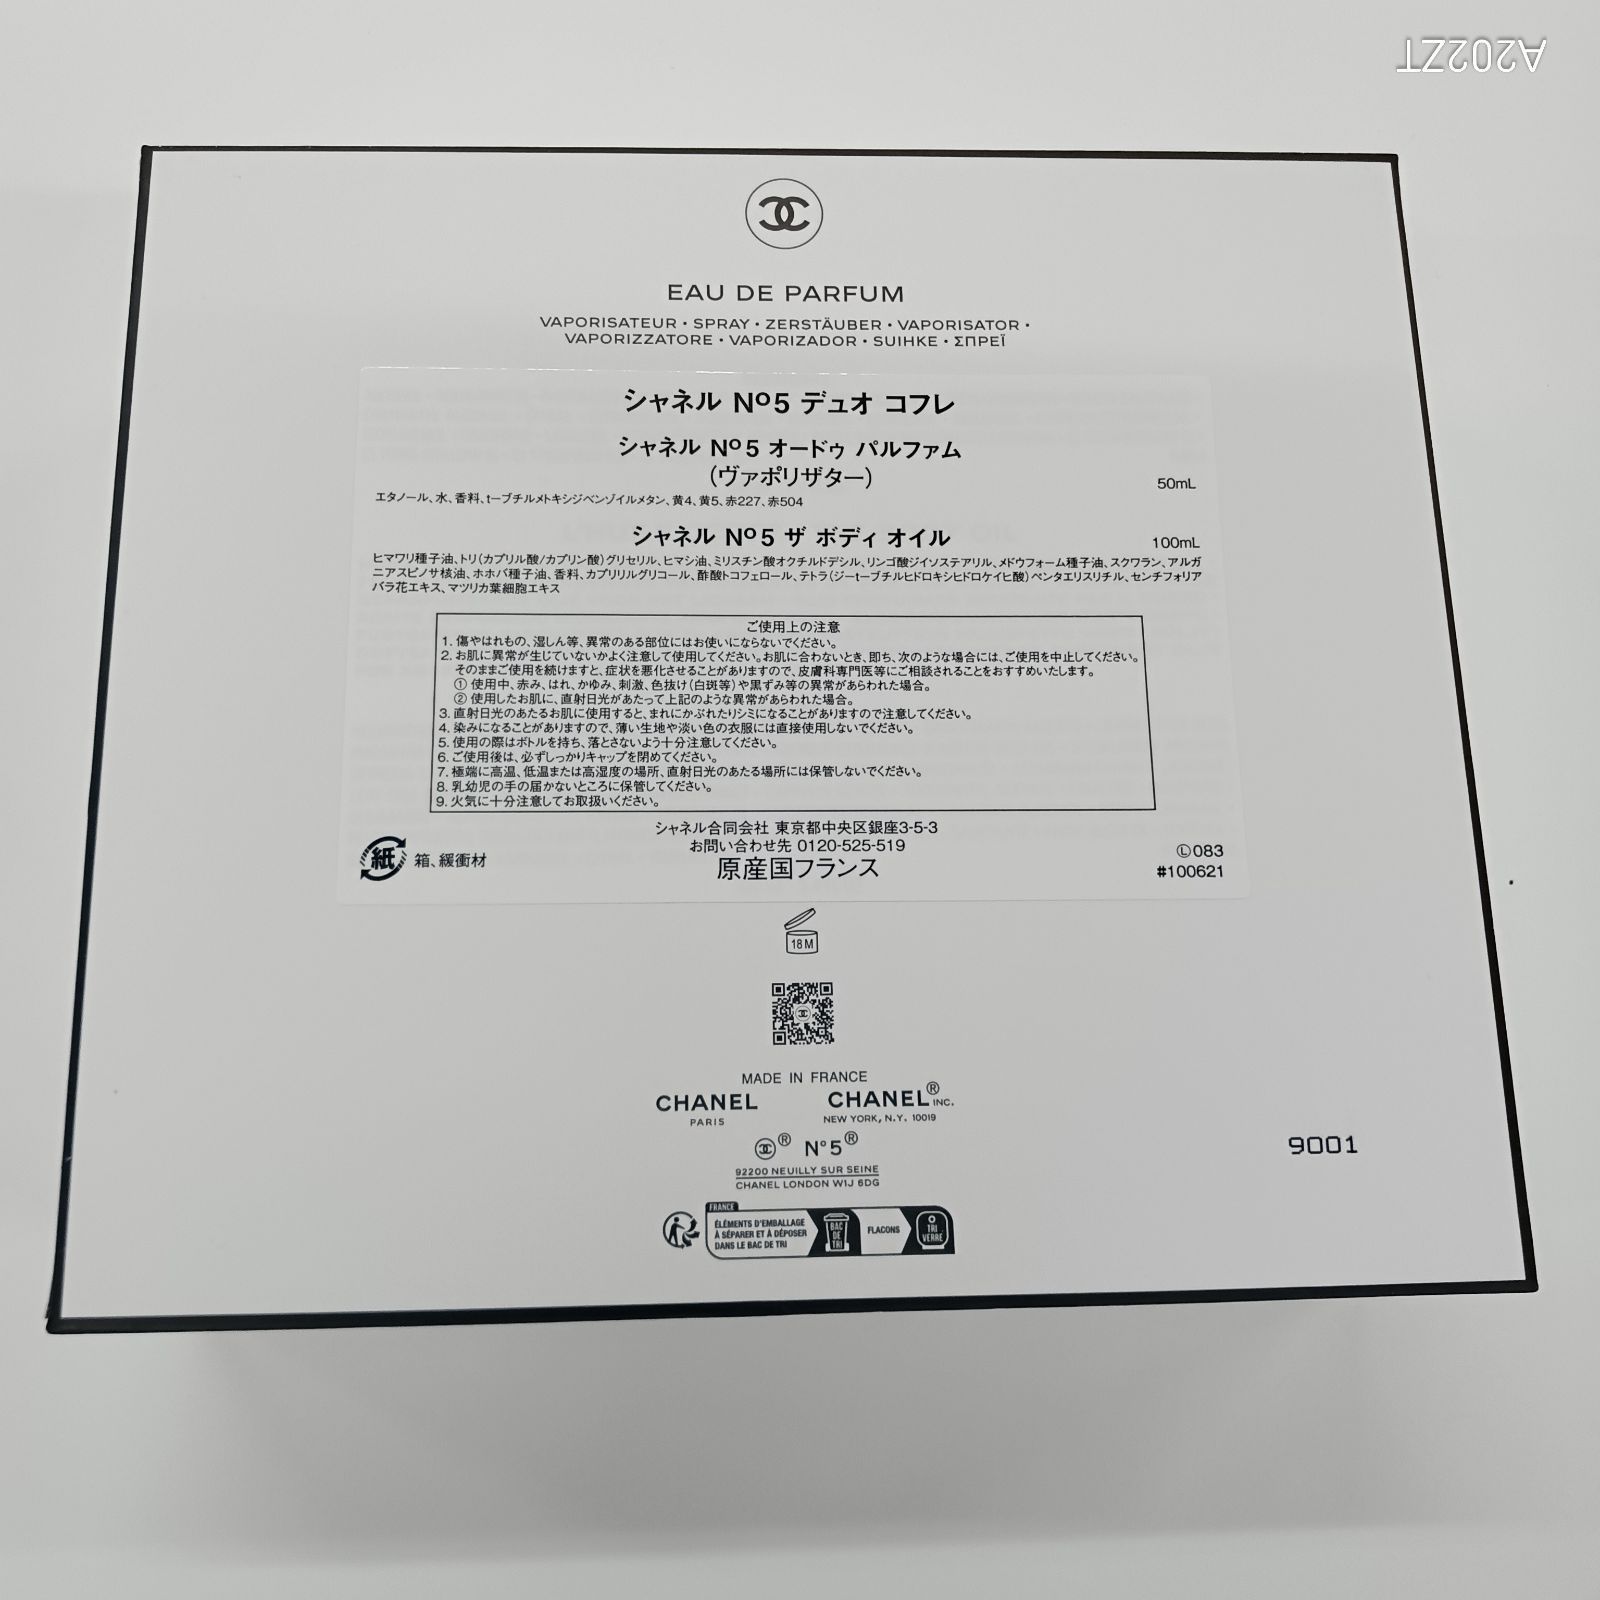 A202ZT
EAU DE PARFUM
VAPORISATEUR • SPRAY • ZERSTÄUBER • VAPORISATOR •
VAPORIZZATORE • VAPORIZADOR • SUIHKE • ΣΠΡΕΪ
シャネル Nº5 デュオ コフレ
シャネル Nº5 オードゥ パルファム
(ヴァポリザター)
50mL
エタノール、水、香料、t-ブチルメトキシジベンゾイルメタン、黄4、黄5、赤227、赤504
シャネル Nº5 ザ ボディ オイル
100mL
ヒマワリ種子油、トリ(カプリル酸/カプリン酸)グリセリル、ヒマシ油、ミリスチン酸オクチルドデシル、リンゴ酸ジイソステアリル、メドウフォーム種子油、スクワラン、アルガ
ニアスピノサ核油、ホホバ種子油、香料、カプリリルグリコール、酢酸トコフェロール、テトラ(ジ-t-ブチルヒドロキシヒドロケイヒ酸)ペンタエリスリチル、センチフォリア
バラ花エキス、マツリカ葉細胞エキス
ご使用上の注意
1. 傷やはれもの、湿しん等、異常のある部位にはお使いにならないでください。
2. お肌に異常が生じていないかよく注意して使用してください。お肌に合わないとき、即ち、次のような場合には、ご使用を中止してください。
そのままご使用を続けますと、症状を悪化させることがありますので、皮膚科専門医等にご相談されることをおすすめいたします。
① 使用中、赤み、はれ、かゆみ、刺激、色抜け(白斑等)や黒ずみ等の異常があらわれた場合。
② 使用したお肌に、直射日光があたって上記のような異常があらわれた場合。
3. 直射日光のあたるお肌に使用すると、まれにかぶれたりシミになることがありますので注意してください。
4. 染みになることがありますので、薄い生地や淡い色の衣服には直接使用しないでください。
5. 使用の際はボトルを持ち、落とさないよう十分注意してください。
6. ご使用後は、必ずしっかりキャップを閉めてください。
7. 極端に高温、低温または高湿度の場所、直射日光のあたる場所には保管しないでください。
8. 乳幼児の手の届かないところに保管してください。
9. 火気に十分注意してお取扱いください。
シャネル合同会社 東京都中央区銀座3-5-3
お問い合わせ先 0120-525-519
原産国フランス
紙 箱、緩衝材
Ⓛ083
#100621
18 M
MADE IN FRANCE
CHANEL
PARIS
CHANEL® INC.
NEW YORK, N.Y. 10019
® N°5®
92200 NEUILLY SUR SEINE
CHANEL LONDON W1J 6DG
9001
FRANCE
ÉLÉMENTS D'EMBALLAGE
À SÉPARER ET À DÉPOSER
DANS LE BAC DE TRI
BAC
DE
TRI
FLACONS
TRI
VERRE